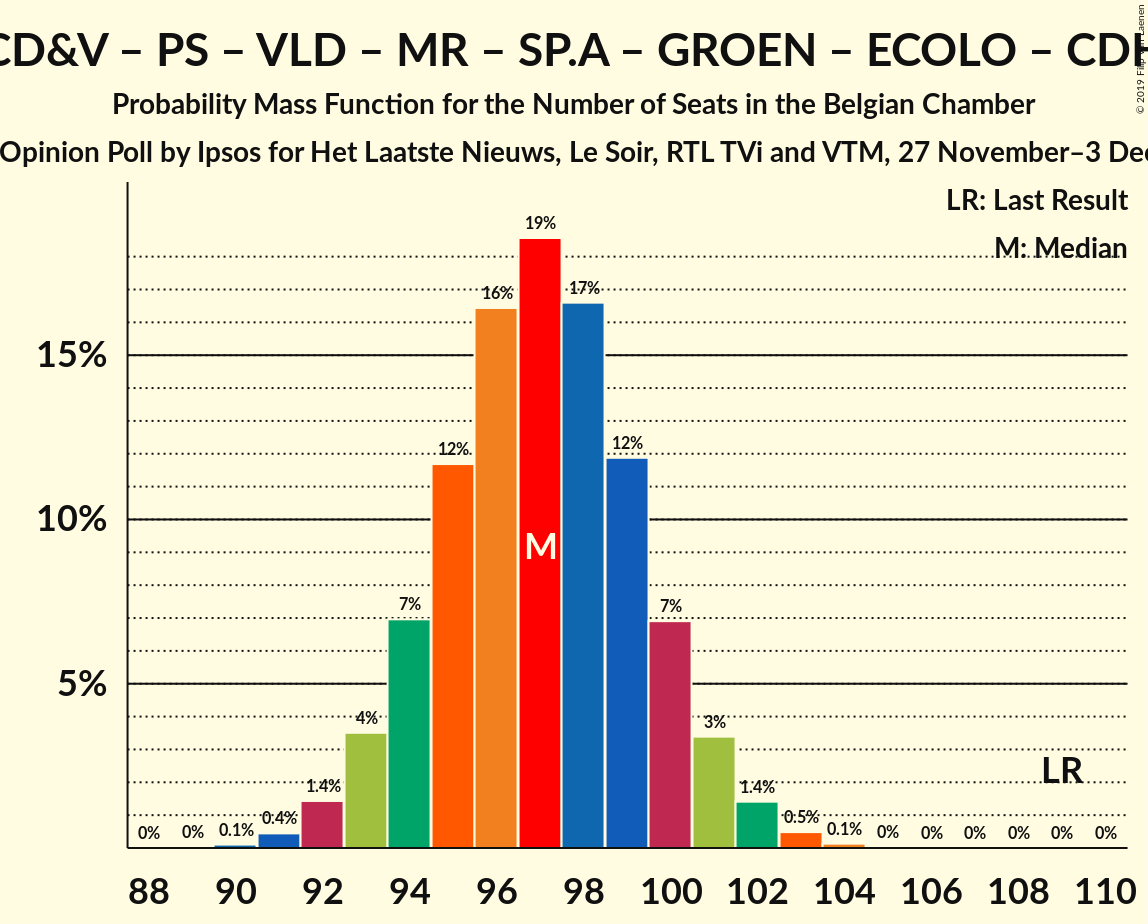 CD&V – PS – VLD – MR – SP.A – GROEN – ECOLO –
Probability Mass Function for the Number of Seats in the Belgian Chamber
Opinion Poll by Ipsos for Het Laatste Nieuws, Le Soir, RTL TVi and VTM, 27 November–3
© 2019 Filip van Laenen
LR: Last Result
M: Median
19%
17%
16%
15%
12%
12%
10%
M
7%
7%
5%
4%
3%
LR
1.4%
1.4%
0% 0% 0.1% 0.4% 0.5% 0.1% 0% 0% 0% 0% 0% 0%
88 90 92 94 96 98 100 102 104 106 108 110